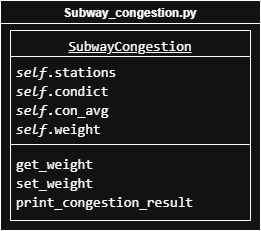 Subway_congestion.py
SubwayCongestion
self.stations
self.condict
self.con_avg
self.weight
get_weight
set_weight
print_congestion_result